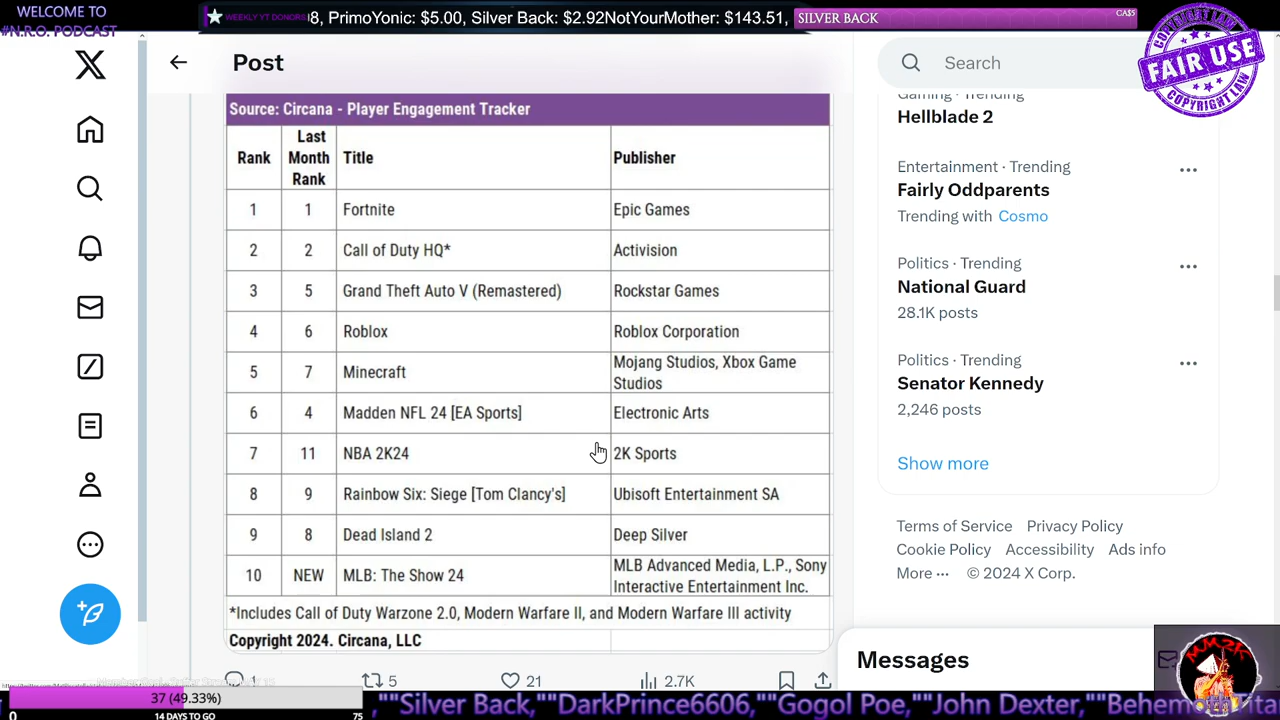 WELCOME TO
#N.R.O. PODCAST
WEEKLY YT DONORS
8, PrimoYonic: $5.00, Silver Back: $2.92NotYourMother: $143.51,
SILVER BACK
CA$5
FAIR USE
COPYRIGHT LAW
COPYRIGHT LAW
Post
Search
Source: Circana - Player Engagement Tracker
Rank Last Month Rank Title Publisher
1 1 Fortnite Epic Games
2 2 Call of Duty HQ* Activision
3 5 Grand Theft Auto V (Remastered) Rockstar Games
4 6 Roblox Roblox Corporation
5 7 Minecraft Mojang Studios, Xbox Game Studios
6 4 Madden NFL 24 [EA Sports] Electronic Arts
7 11 NBA 2K24 2K Sports
8 9 Rainbow Six: Siege [Tom Clancy's] Ubisoft Entertainment SA
9 8 Dead Island 2 Deep Silver
10 NEW MLB: The Show 24 MLB Advanced Media, L.P., Sony Interactive Entertainment Inc.
*Includes Call of Duty Warzone 2.0, Modern Warfare II, and Modern Warfare III activity
Copyright 2024. Circana, LLC
1 5 21 2.7K
Gaming · Trending
Hellblade 2
Entertainment · Trending
Fairly Oddparents
Trending with Cosmo
Politics · Trending
National Guard
28.1K posts
Politics · Trending
Senator Kennedy
2,246 posts
Show more
Terms of Service Privacy Policy
Cookie Policy Accessibility Ads info
More ··· © 2024 X Corp.
Messages
MM2K
37 (49.33%)
0 14 DAYS TO GO 75
,""Silver Back,""DarkPrince6606,""Gogol Poe,""John Dexter,""Behemoth